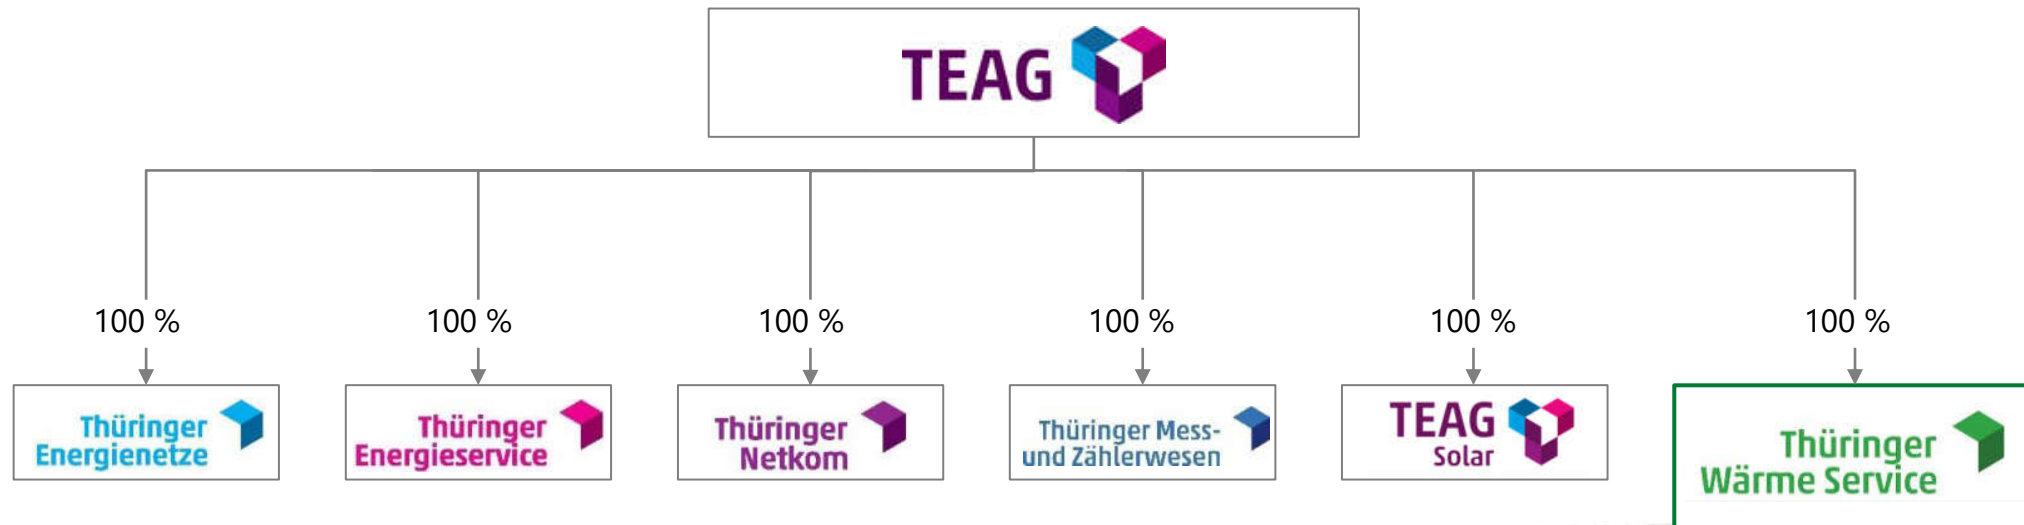 TEAG
100 %
100 %
100 %
100 %
100 %
100 %
Thüringer
Energienetze
Thüringer
Energieservice
Thüringer
Netkom
Thüringer Mess-
und Zählerwesen
TEAG
Solar
Thüringer
Wärme Service